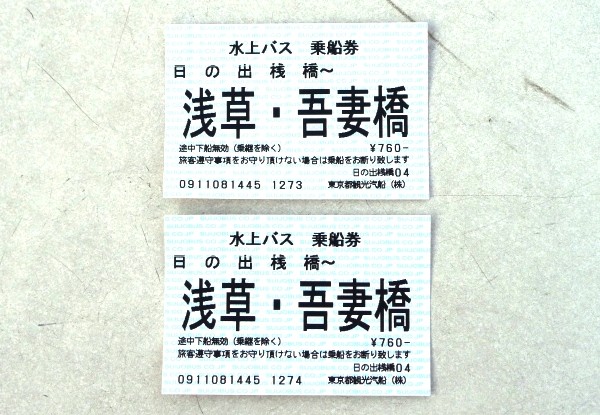 水上バス 乗船券
日の出桟橋～
浅草・吾妻橋
途中下船無効（乗継を除く） ¥760-
旅客遵守事項をお守り頂けない場合は乗船をお断り致します
日の出桟橋04
0911081445 1273 東京都観光汽船（株）
水上バス 乗船券
日の出桟橋～
浅草・吾妻橋
途中下船無効（乗継を除く） ¥760-
旅客遵守事項をお守り頂けない場合は乗船をお断り致します
日の出桟橋04
0911081445 1274 東京都観光汽船（株）